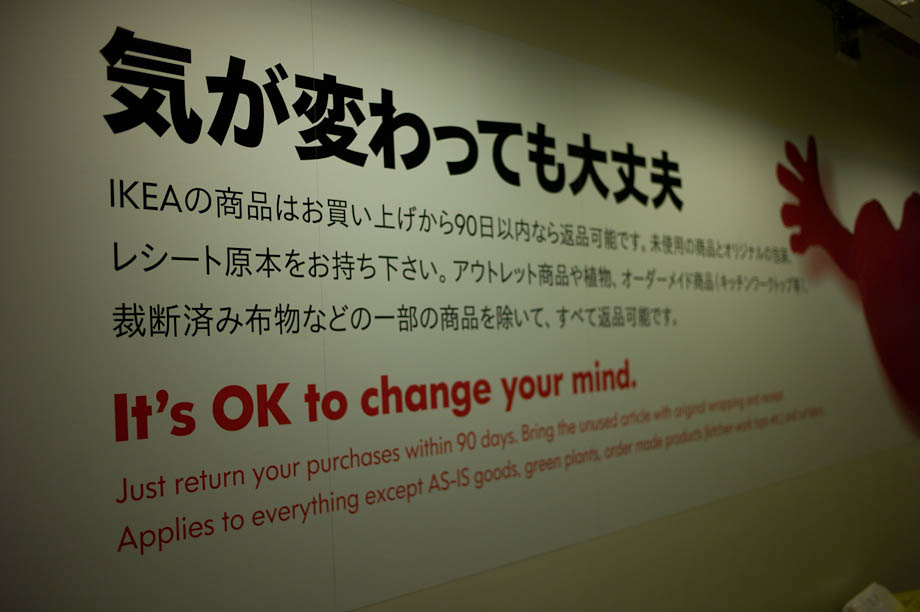 気が変わっても大丈夫
IKEAの商品はお買い上げから90日以内なら返品可能です。未使用の商品とオリジナルの包装、
レシート原本をお持ち下さい。アウトレット商品や植物、オーダーメイド商品(キッチンワークトップ等)、
裁断済み布物などの一部の商品を除いて、すべて返品可能です。
It's OK to change your mind.
Just return your purchases within 90 days. Bring the unused article with original wrapping and receipt
Applies to everything except AS-IS goods, green plants, order made products (kitchen work tops etc.) and cut fabric